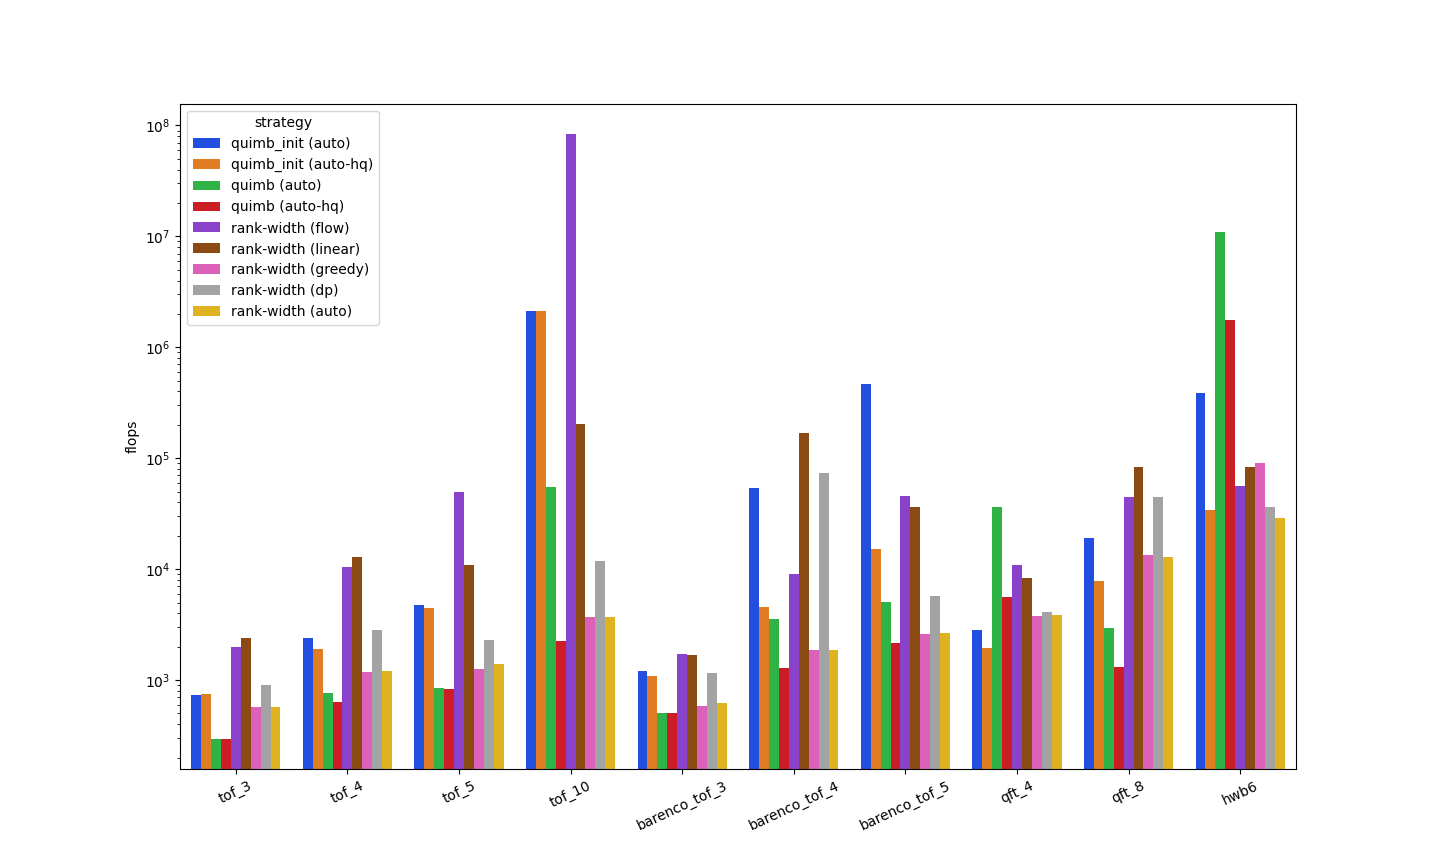 strategy
quimb_init (auto)
quimb_init (auto-hq)
quimb (auto)
quimb (auto-hq)
rank-width (flow)
rank-width (linear)
rank-width (greedy)
rank-width (dp)
rank-width (auto)
10⁸
10⁷
10⁶
10⁵
10⁴
10³
flops
tof_3
tof_4
tof_5
tof_10
barenco_tof_3
barenco_tof_4
barenco_tof_5
qft_4
qft_8
hwb6